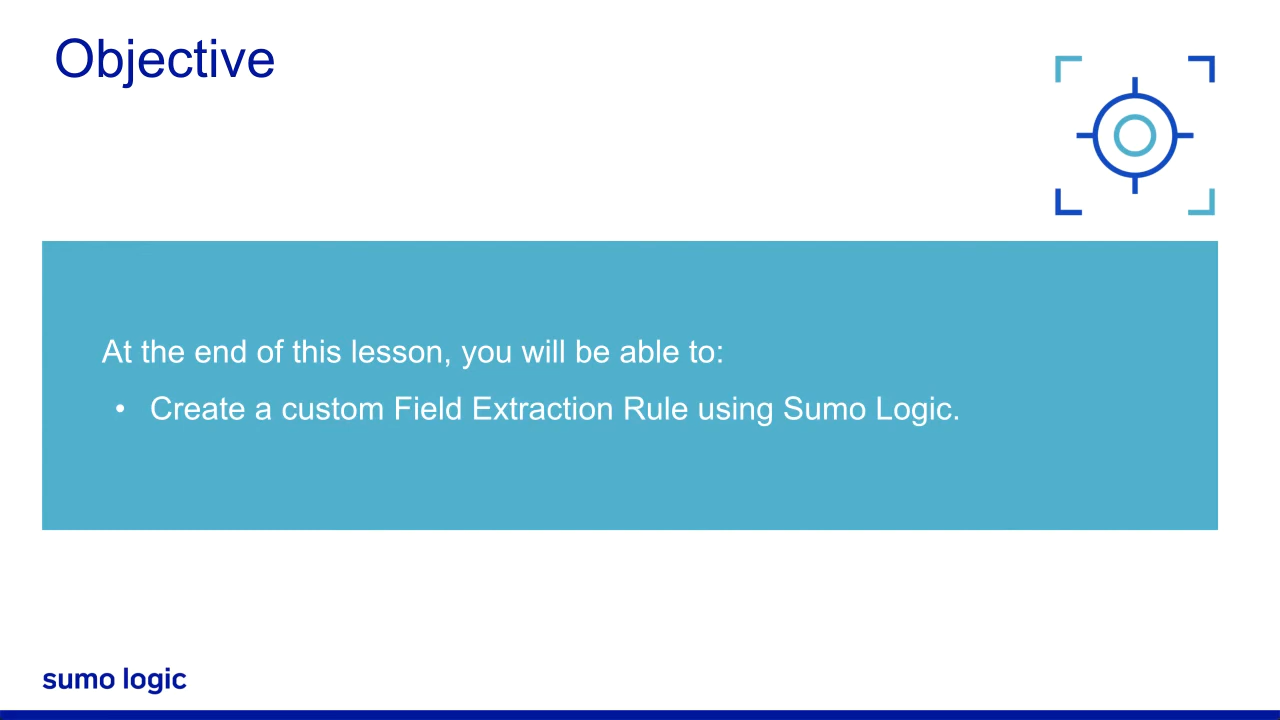 Objective
At the end of this lesson, you will be able to:
• Create a custom Field Extraction Rule using Sumo Logic.
sumo logic